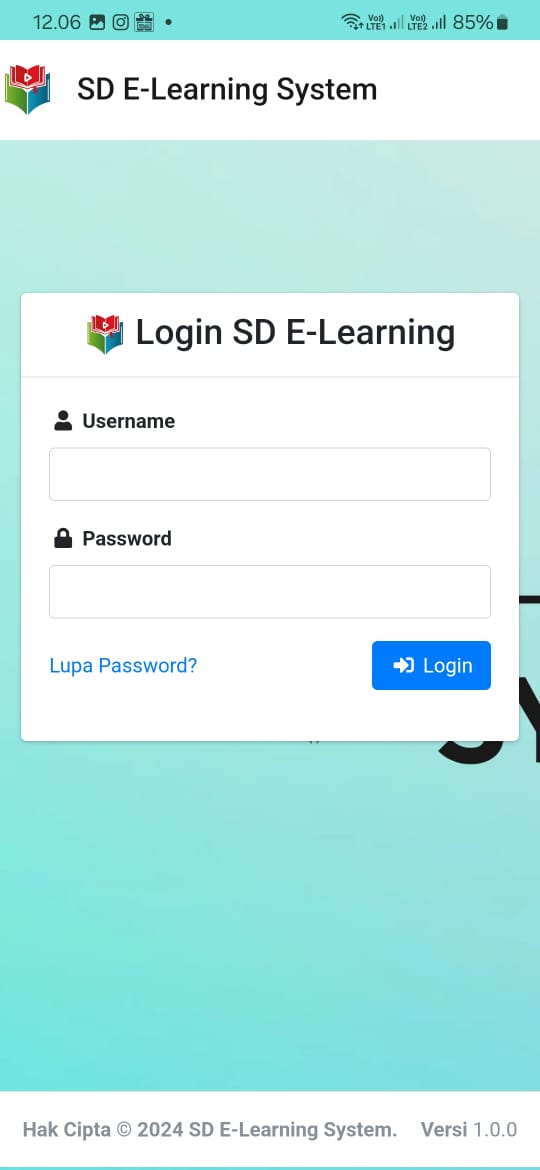 12.06 Vo) LTE1 Vo) LTE2 85%
SD E-Learning System
Login SD E-Learning
Username
Password
Lupa Password? Login
SY
Hak Cipta © 2024 SD E-Learning System. Versi 1.0.0